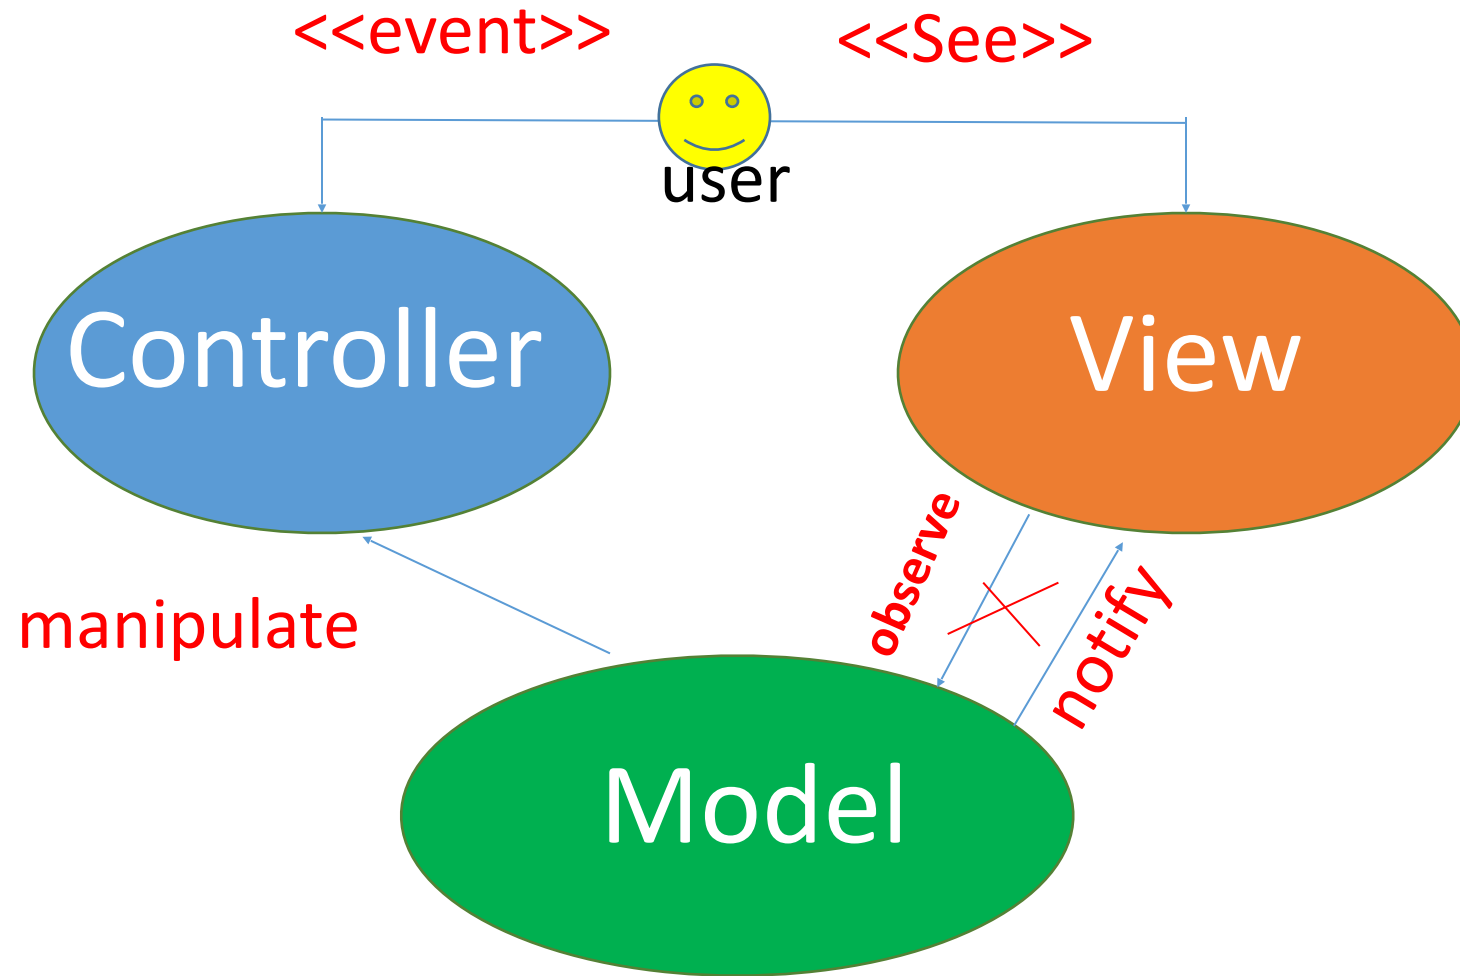 <<event>>
<<See>>
user
Controller
View
observe
notify
manipulate
Model